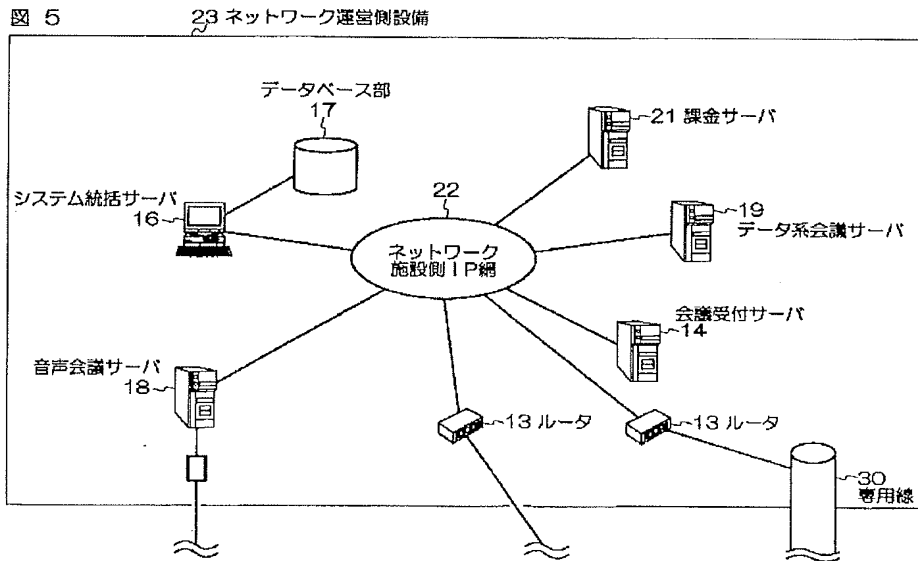 図 5
23 ネットワーク運営側設備
データベース部
17
21 課金サーバ
システム統括サーバ
16
22
19
データ系会議サーバ
ネットワーク
施設側IP網
会議受付サーバ
14
音声会議サーバ
18
13 ルータ
13 ルータ
30
専用線